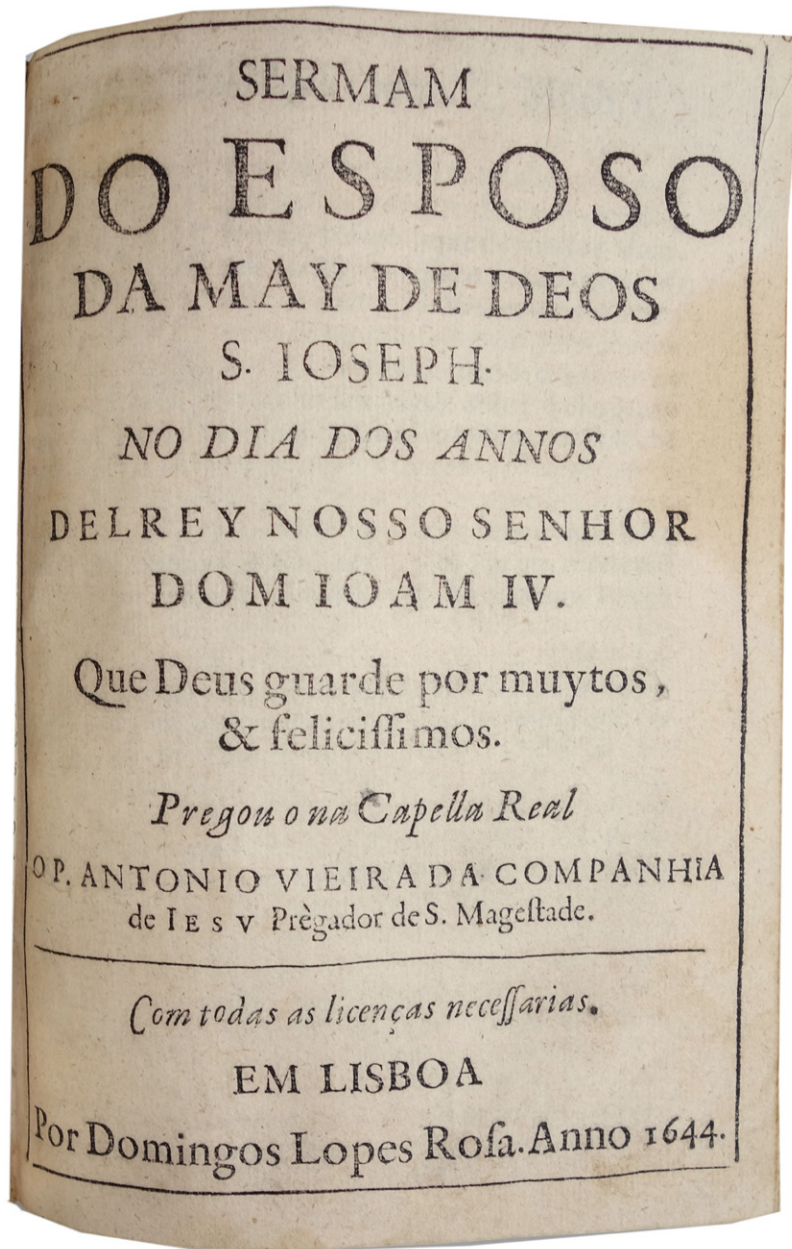 SERMAM
DO ESPOSO
DA MAY DE DEOS
S. IOSEPH.
NO DIA DOS ANNOS
DELREY NOSSO SENHOR
DOM IOAM IV.
Que Deus guarde por muytos,
& feliciſſimos.
Pregou o na Capella Real
O P. ANTONIO VIEIRA DA COMPANHIA
de IESV Prègador de S. Mageſtade.
Com todas as licenças neceſſarias.
EM LISBOA
Por Domingos Lopes Roſa. Anno 1644.